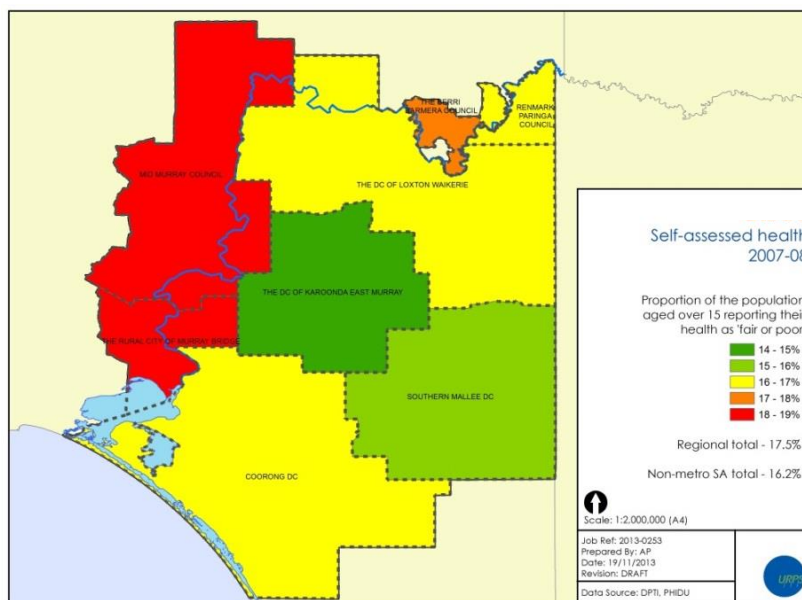 THE BERRI
BARMERA COUNCIL
RENMARK
PARINGA
COUNCIL
MID MURRAY COUNCIL
THE DC OF LOXTON WAIKERIE
THE DC OF KAROONDA EAST MURRAY
THE RURAL CITY OF MURRAY BRIDGE
SOUTHERN MALLEE DC
COORONG DC
Self-assessed health
2007-08
Proportion of the population
aged over 15 reporting their
health as 'fair or poor
14 - 15%
15 - 16%
16 - 17%
17 - 18%
18 - 19%
Regional total - 17.5%
Non-metro SA total - 16.2%
Scale: 1:2,000,000 (A4)
Job Ref: 2013-0253
Prepared By: AP
Date: 19/11/2013
Revision: DRAFT
Data Source: DPTI, PHIDU
URPS